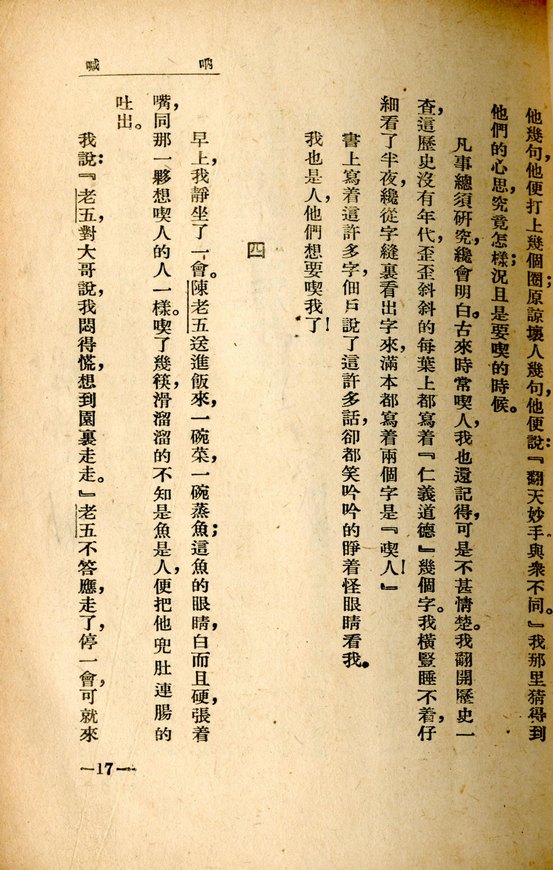 吶喊
他幾句，他便打上幾個圈；原諒壞人幾句，他便說：『翻天妙手，與衆不同。』我那里猜得到
他們的心思，究竟怎樣；況且是要喫的時候。
凡事總須研究，纔會明白。古來時常喫人，我也還記得，可是不甚淸楚。我翻開歷史一
查，這歷史沒有年代，歪歪斜斜的每葉上都寫着『仁義道德』幾個字。我橫豎睡不着，仔
細看了半夜，纔從字縫裏看出字來，滿本都寫着兩個字是『喫人』！
書上寫着這許多字，佃戶說了這許多話，卻都笑吟吟的睜着怪眼睛看我。
我也是人，他們想要喫我了！
四
早上，我靜坐了一會。陳老五送進飯來，一碗菜，一碗蒸魚；這魚的眼睛，白而且硬，張着
嘴，同那一夥想喫人的人一樣。喫了幾筷，滑溜溜的不知是魚是人，便把他兜肚連腸的
吐出。
我說：『老五，對大哥說，我悶得慌，想到園裏走走。』老五不答應，走了，停一會，可就來
—17—